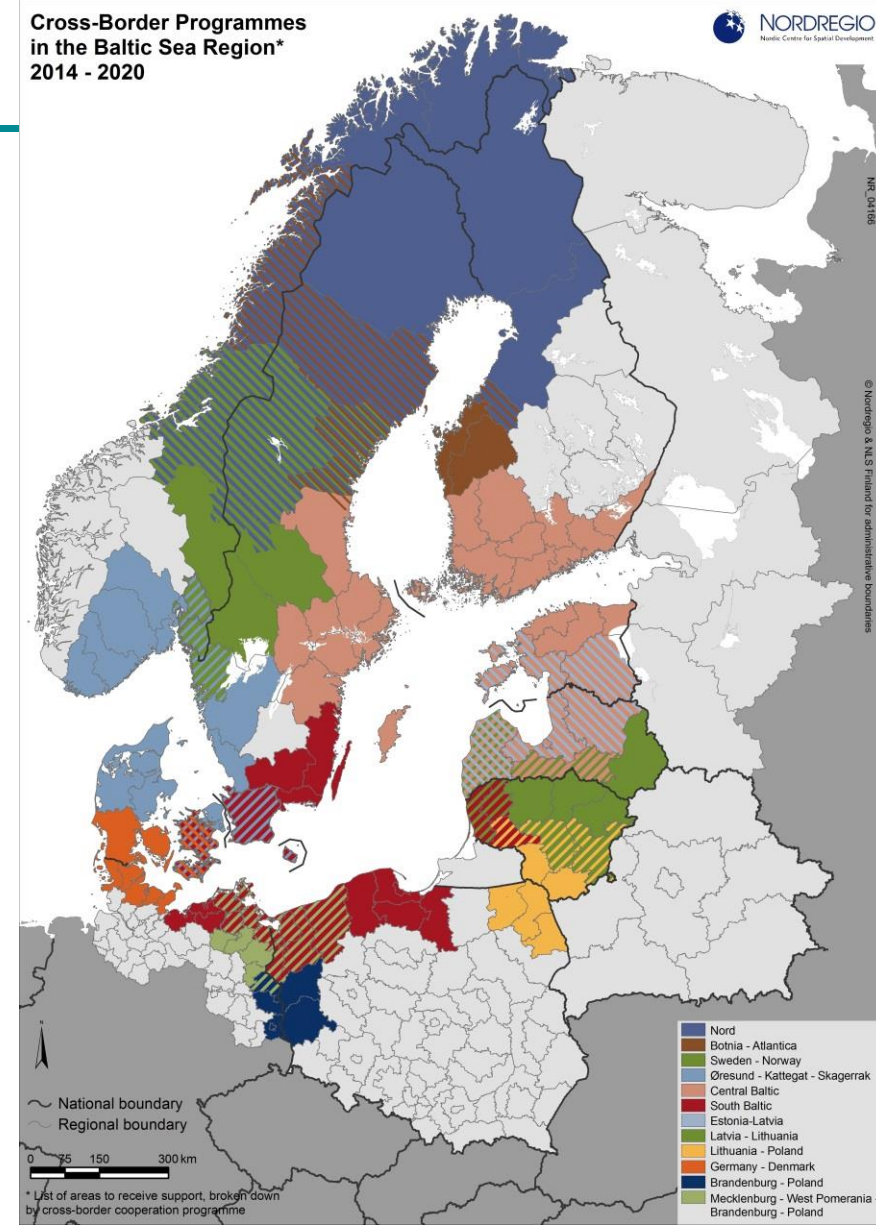 Cross-Border Programmes
in the Baltic Sea Region*
2014 - 2020
NORDREGIO
Nordic Centre for Spatial Development
NR_04166
© Nordregio & NLS Finland for administrative boundaries
National boundary
Regional boundary
0 75 150 300 km
* List of areas to receive support, broken down
by cross-border cooperation programme
Nord
Botnia - Atlantica
Sweden - Norway
Øresund - Kattegat - Skagerrak
Central Baltic
South Baltic
Estonia-Latvia
Latvia - Lithuania
Lithuania - Poland
Germany - Denmark
Brandenburg - Poland
Mecklenburg - West Pomerania -
Brandenburg - Poland